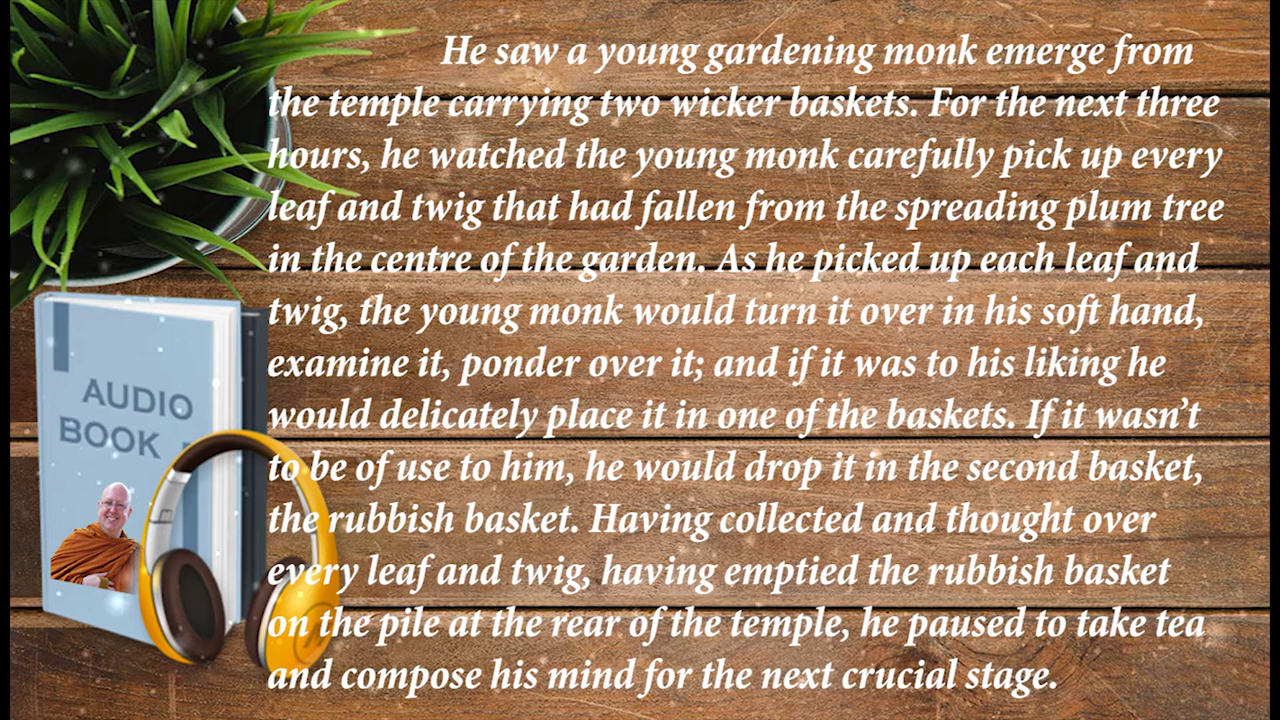 He saw a young gardening monk emerge from
the temple carrying two wicker baskets. For the next three
hours, he watched the young monk carefully pick up every
leaf and twig that had fallen from the spreading plum tree
in the centre of the garden. As he picked up each leaf and
twig, the young monk would turn it over in his soft hand,
examine it, ponder over it; and if it was to his liking he
would delicately place it in one of the baskets. If it wasn’t
to be of use to him, he would drop it in the second basket,
the rubbish basket. Having collected and thought over
every leaf and twig, having emptied the rubbish basket
on the pile at the rear of the temple, he paused to take tea
and compose his mind for the next crucial stage.
AUDIO
BOOK